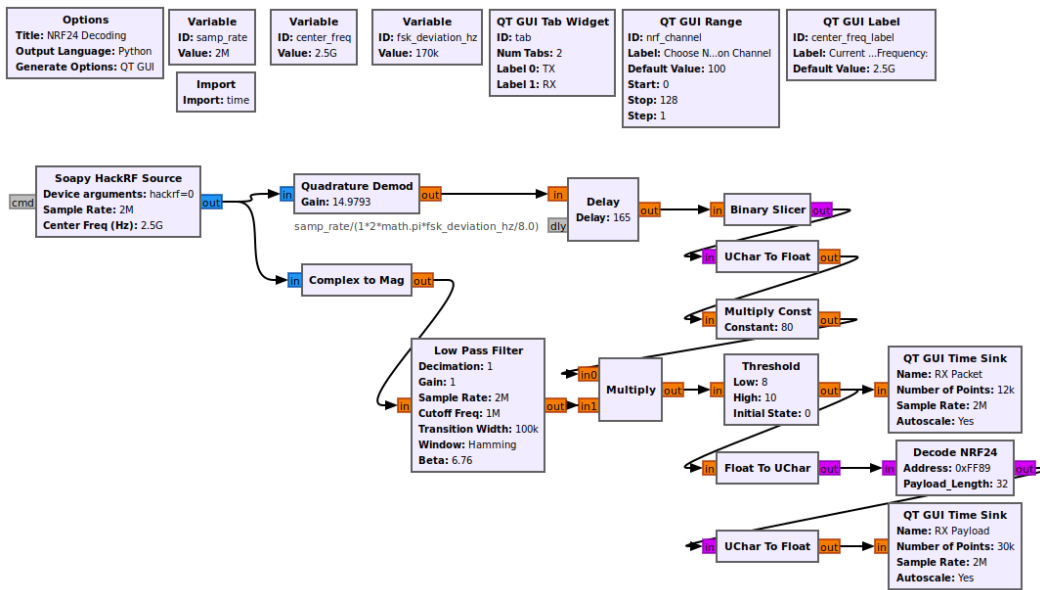 Options
Title: NRF24 Decoding
Output Language: Python
Generate Options: QT GUI
Variable
ID: samp_rate
Value: 2M
Variable
ID: center_freq
Value: 2.5G
Variable
ID: fsk_deviation_hz
Value: 170k
QT GUI Tab Widget
ID: tab
Num Tabs: 2
Label 0: TX
Label 1: RX
QT GUI Range
ID: nrf_channel
Label: Choose N...on Channel
Default Value: 100
Start: 0
Stop: 128
Step: 1
QT GUI Label
ID: center_freq_label
Label: Current ...Frequency:
Default Value: 2.5G
Import
Import: time
Soapy HackRF Source
Device arguments: hackrf=0
Sample Rate: 2M
Center Freq (Hz): 2.5G
cmd
out
in
Quadrature Demod
Gain: 14.9793
out
samp_rate/(1*2*math.pi*fsk_deviation_hz/8.0)
in
dly
Delay
Delay: 165
out
in
Binary Slicer
out
in
UChar To Float
out
in
Complex to Mag
out
in
Multiply Const
Constant: 80
out
in
Low Pass Filter
Decimation: 1
Gain: 1
Sample Rate: 2M
Cutoff Freq: 1M
Transition Width: 100k
Window: Hamming
Beta: 6.76
out
in0
in1
Multiply
out
in
Threshold
Low: 8
High: 10
Initial State: 0
out
in
QT GUI Time Sink
Name: RX Packet
Number of Points: 12k
Sample Rate: 2M
Autoscale: Yes
in
Float To UChar
out
in
Decode NRF24
Address: 0xFF89
Payload_Length: 32
out
in
UChar To Float
out
in
QT GUI Time Sink
Name: RX Payload
Number of Points: 30k
Sample Rate: 2M
Autoscale: Yes